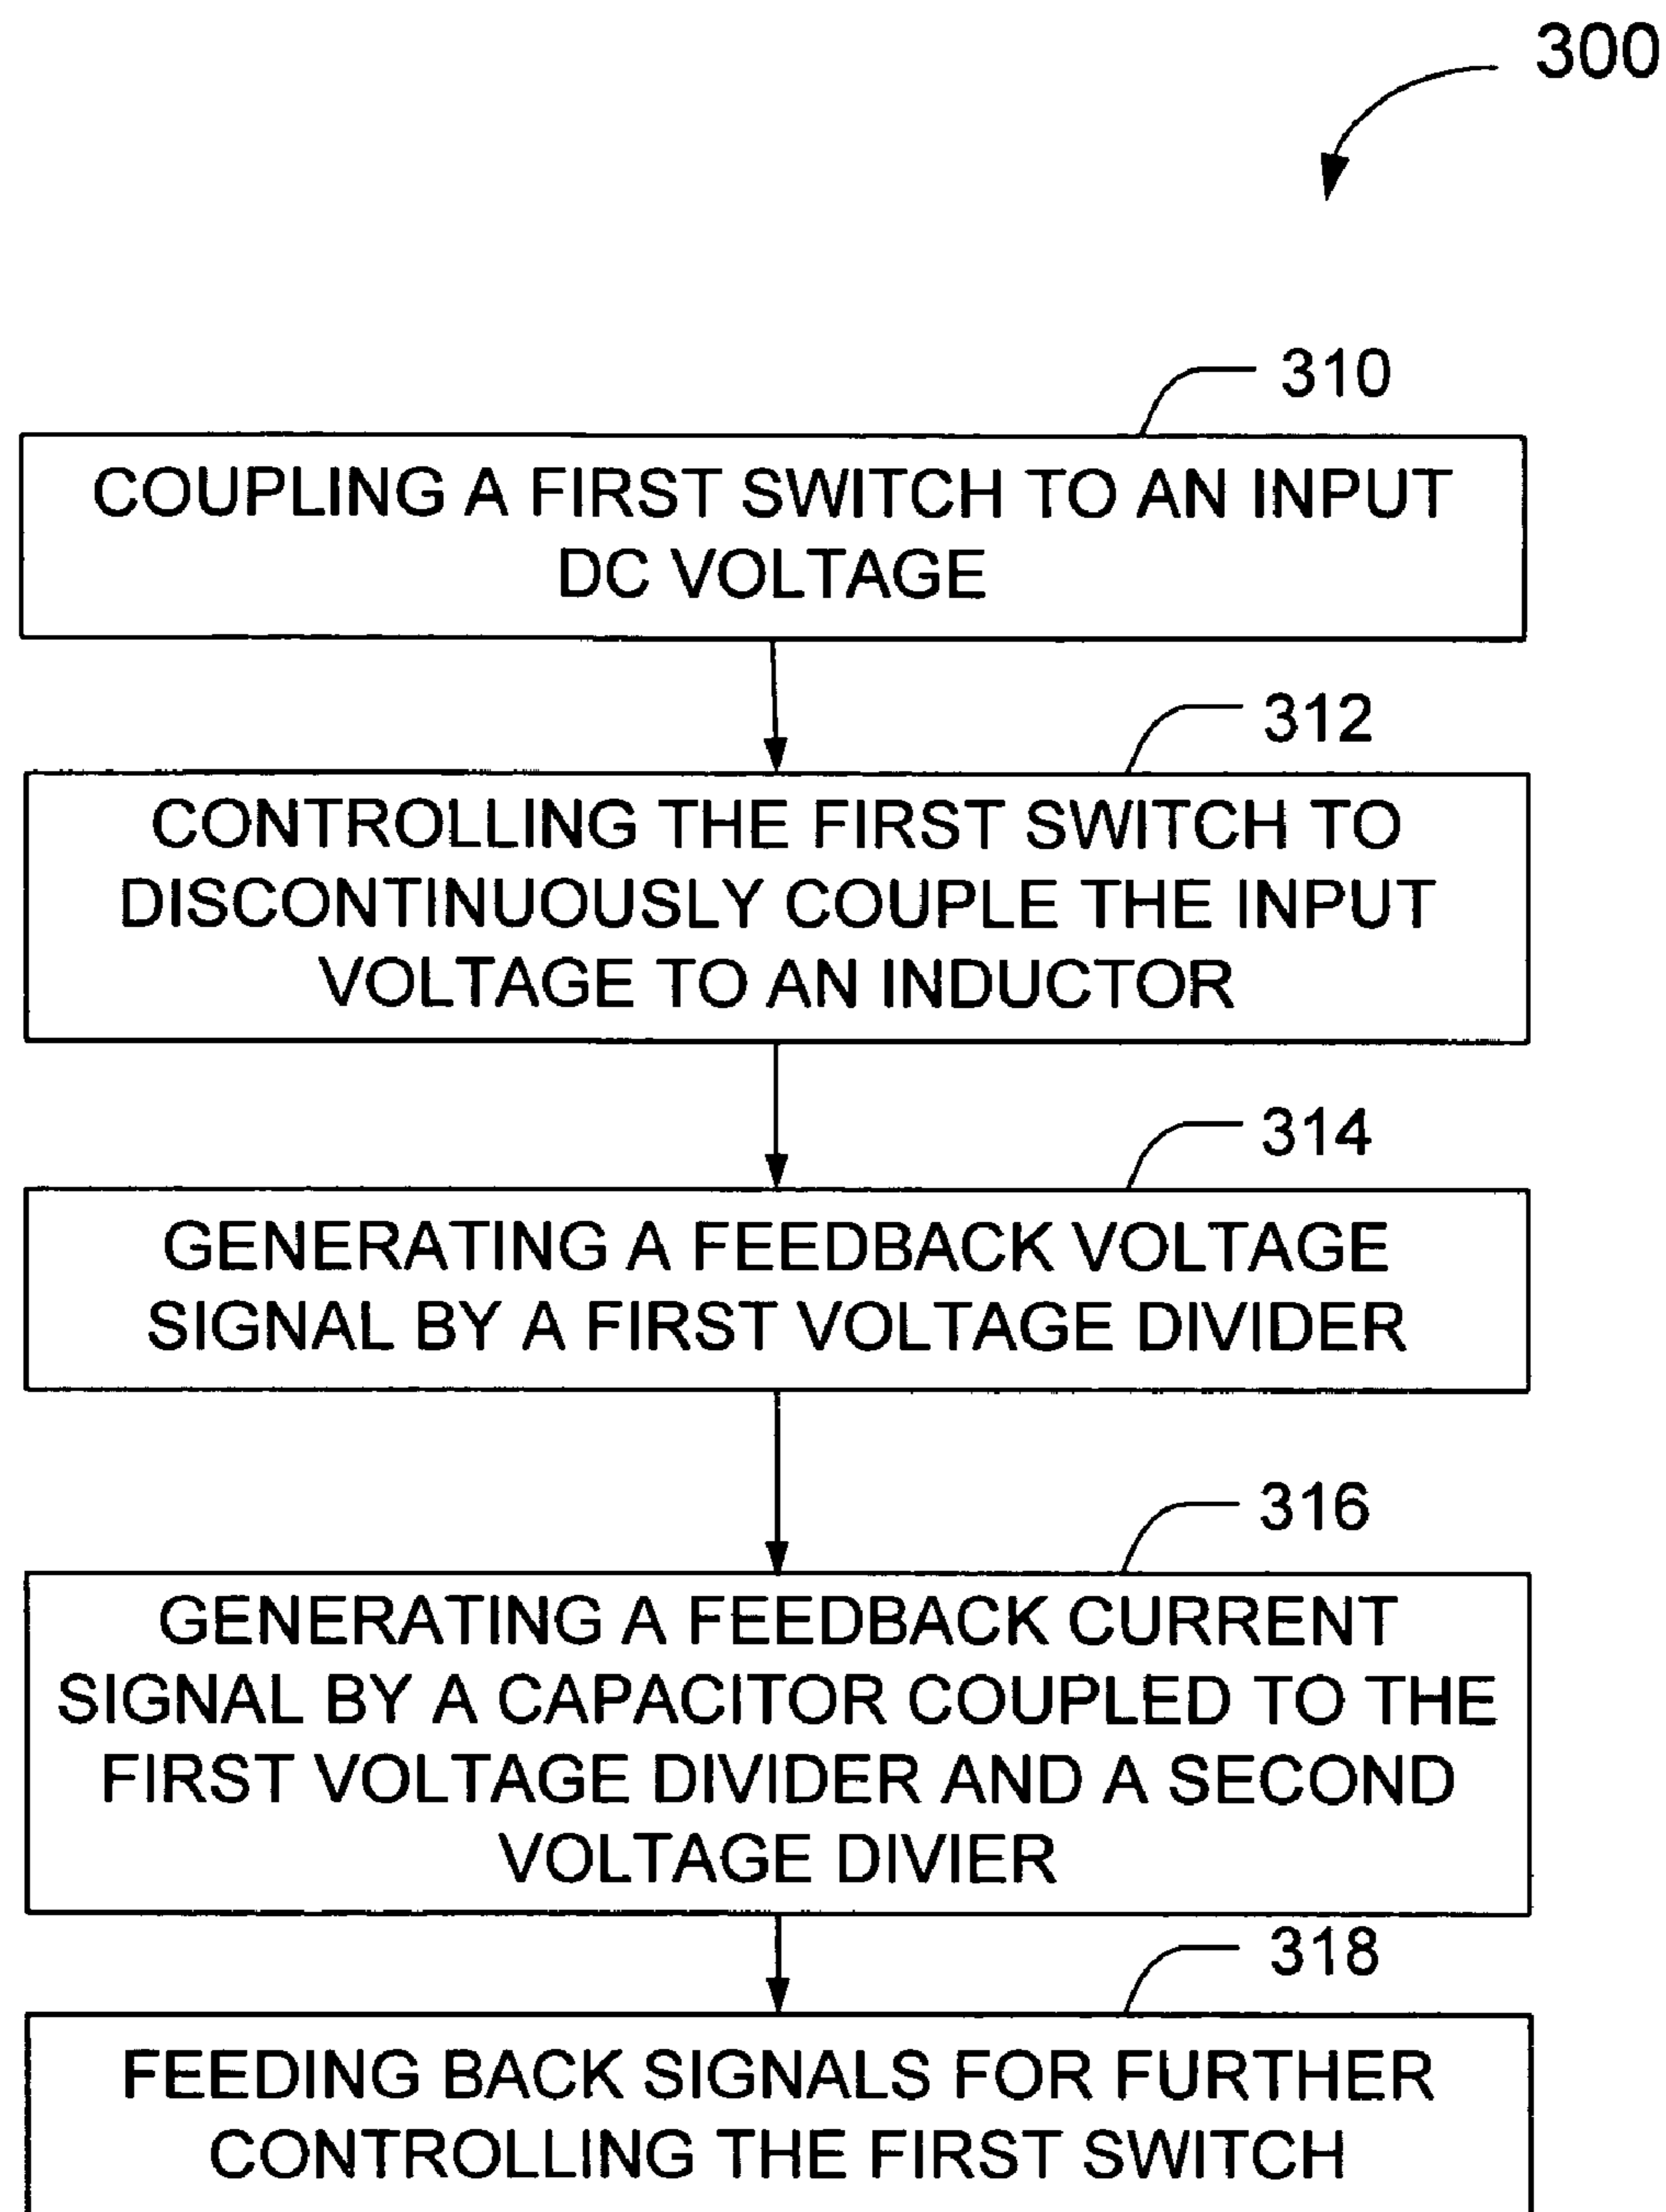 300
310
COUPLING A FIRST SWITCH TO AN INPUT
DC VOLTAGE
312
CONTROLLING THE FIRST SWITCH TO
DISCONTINUOUSLY COUPLE THE INPUT
VOLTAGE TO AN INDUCTOR
314
GENERATING A FEEDBACK VOLTAGE
SIGNAL BY A FIRST VOLTAGE DIVIDER
316
GENERATING A FEEDBACK CURRENT
SIGNAL BY A CAPACITOR COUPLED TO THE
FIRST VOLTAGE DIVIDER AND A SECOND
VOLTAGE DIVIER
318
FEEDING BACK SIGNALS FOR FURTHER
CONTROLLING THE FIRST SWITCH